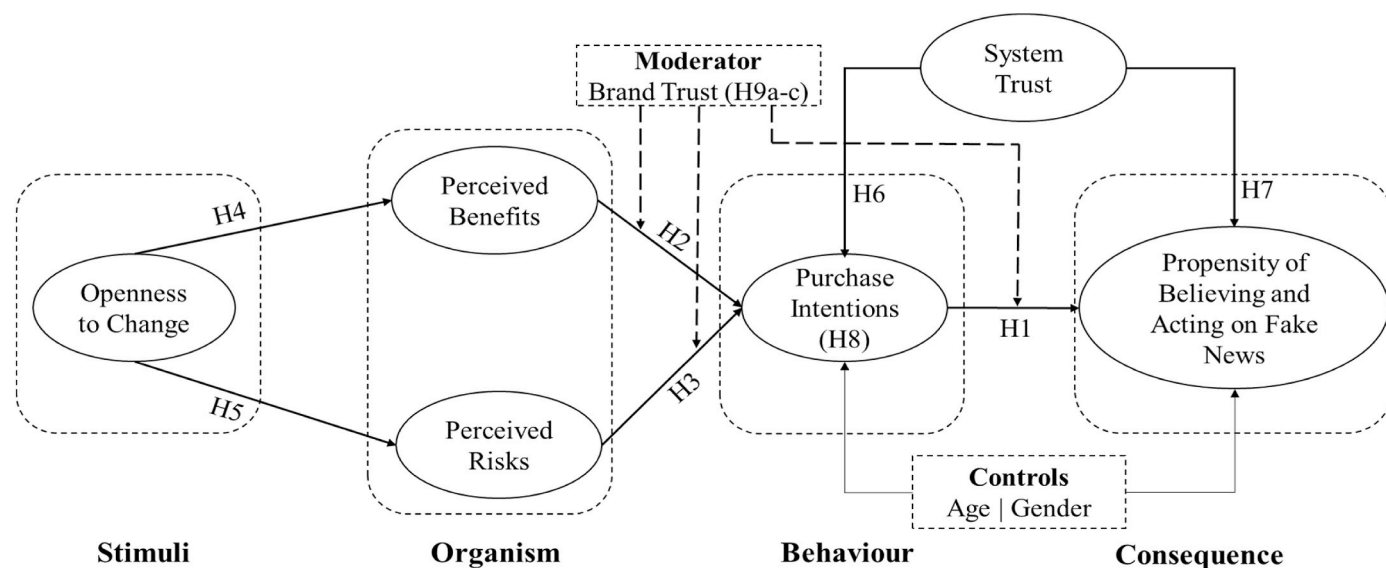 Moderator
Brand Trust (H9a-c)
System
Trust
H4
Perceived
Benefits
H2
H6
H7
Openness
to Change
Purchase
Intentions
(H8)
H1
Propensity of
Believing and
Acting on Fake
News
H5
Perceived
Risks
H3
Controls
Age | Gender
Stimuli
Organism
Behaviour
Consequence